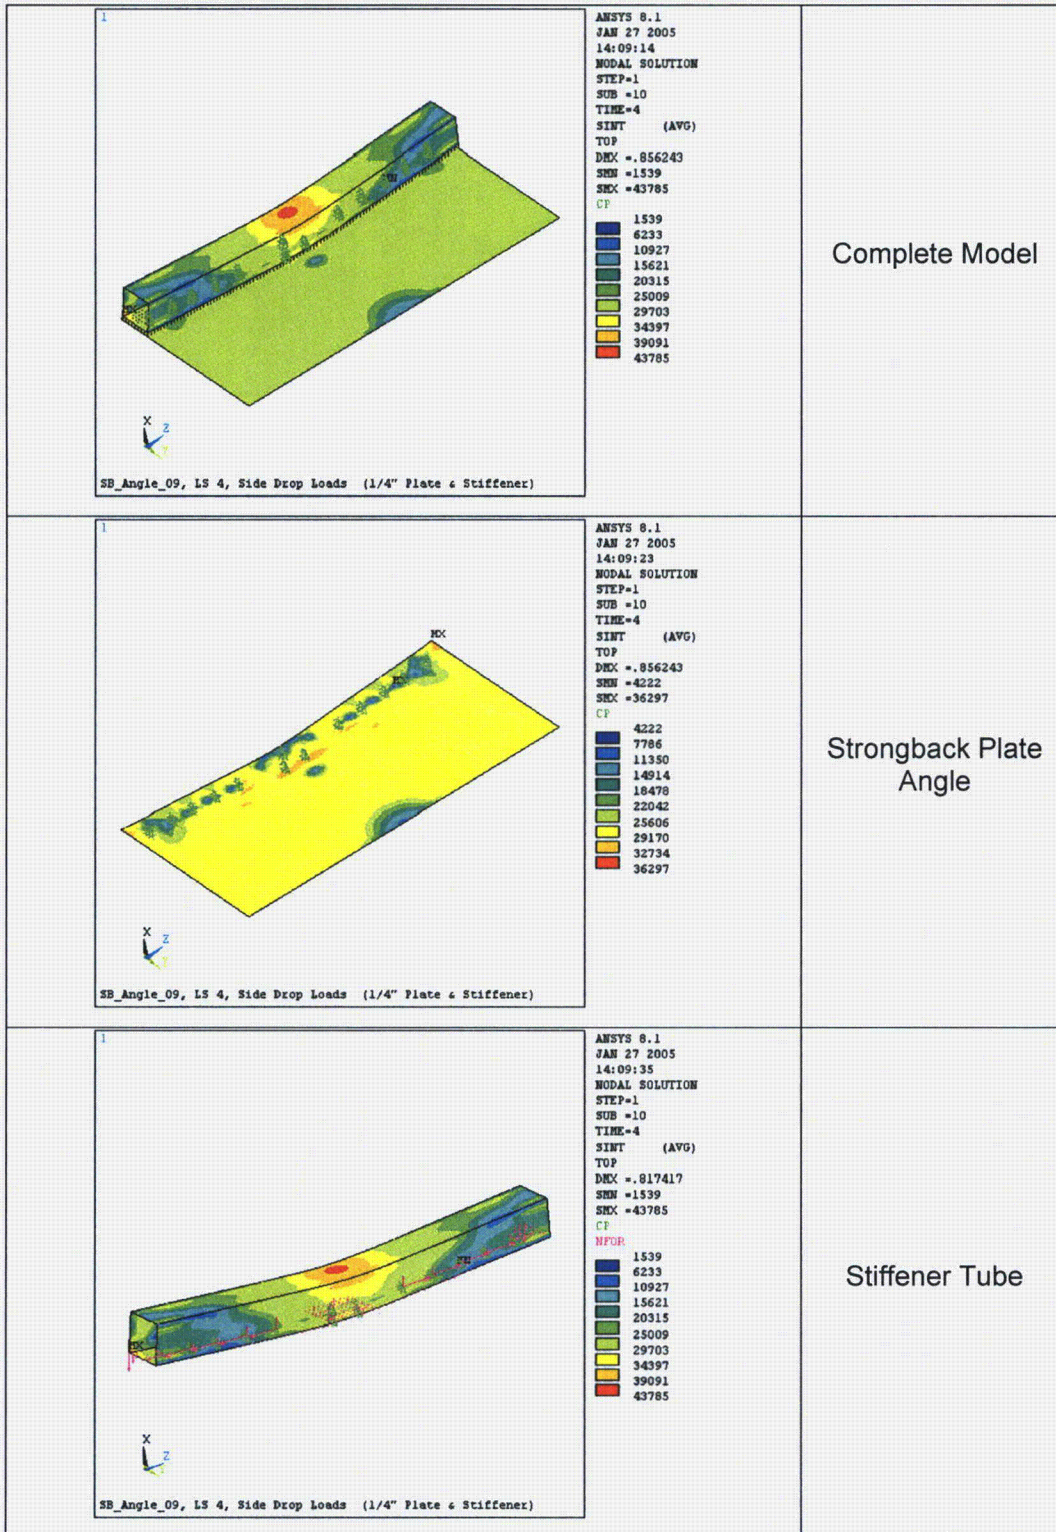 1
ANSYS 8.1
JAN 27 2005
14:09:14
NODAL SOLUTION
STEP=1
SUB =10
TIME=4
SINT (AVG)
TOP
DMX =.856243
SMN =1539
SMX =43785
CP
1539
6233
10927
15621
20315
25009
29703
34397
39091
43785
X
Z
Y
SB_Angle_09, LS 4, Side Drop Loads (1/4" Plate & Stiffener)
Complete Model
1
ANSYS 8.1
JAN 27 2005
14:09:23
NODAL SOLUTION
STEP=1
SUB =10
TIME=4
SINT (AVG)
TOP
DMX =.856243
SMN =4222
SMX =36297
CP
4222
7786
11350
14914
18478
22042
25606
29170
32734
36297
MX
X
Z
Y
SB_Angle_09, LS 4, Side Drop Loads (1/4" Plate & Stiffener)
Strongback Plate
Angle
1
ANSYS 8.1
JAN 27 2005
14:09:35
NODAL SOLUTION
STEP=1
SUB =10
TIME=4
SINT (AVG)
TOP
DMX =.817417
SMN =1539
SMX =43785
CP
NFOR
1539
6233
10927
15621
20315
25009
29703
34397
39091
43785
X
Z
Y
SB_Angle_09, LS 4, Side Drop Loads (1/4" Plate & Stiffener)
Stiffener Tube